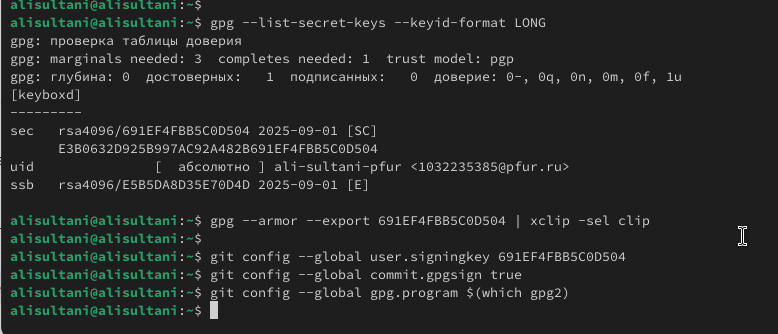 alisultani@alisultani:~$
alisultani@alisultani:~$ gpg --list-secret-keys --keyid-format LONG
gpg: проверка таблицы доверия
gpg: marginals needed: 3  completes needed: 1  trust model: pgp
gpg: глубина: 0  достоверных:   1  подписанных:   0  доверие: 0-, 0q, 0n, 0m, 0f, 1u
[keyboxd]
---------
sec   rsa4096/691EF4FBB5C0D504 2025-09-01 [SC]
      E3B0632D925B997AC92A482B691EF4FBB5C0D504
uid               [  абсолютно ] ali-sultani-pfur <1032235385@pfur.ru>
ssb   rsa4096/E5B5DA8D35E70D4D 2025-09-01 [E]

alisultani@alisultani:~$ gpg --armor --export 691EF4FBB5C0D504 | xclip -sel clip
alisultani@alisultani:~$
alisultani@alisultani:~$ git config --global user.signingkey 691EF4FBB5C0D504
alisultani@alisultani:~$ git config --global commit.gpgsign true
alisultani@alisultani:~$ git config --global gpg.program $(which gpg2)
alisultani@alisultani:~$